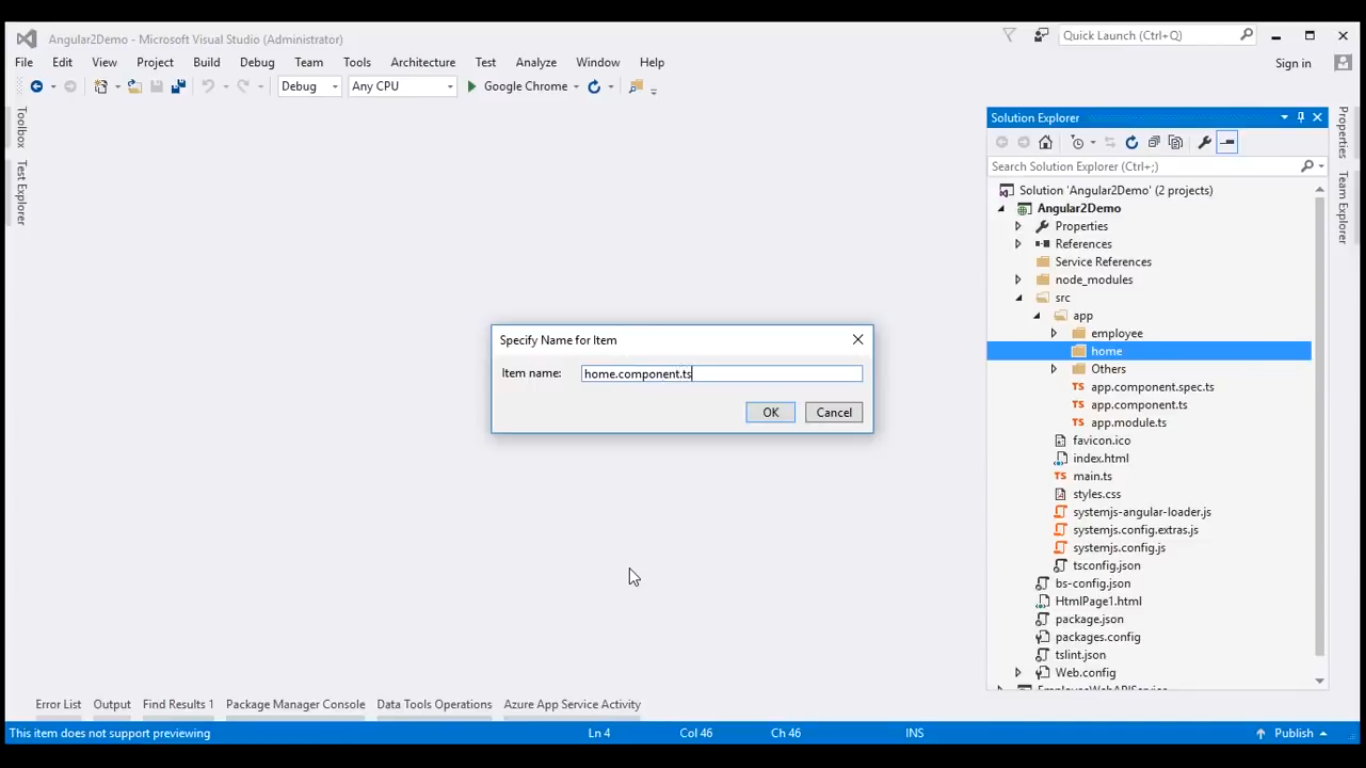 Angular2Demo - Microsoft Visual Studio (Administrator)
Quick Launch (Ctrl+Q)
File Edit View Project Build Debug Team Tools Architecture Test Analyze Window Help
Sign in
Debug Any CPU Google Chrome
Toolbox
Test Explorer
Solution Explorer
Search Solution Explorer (Ctrl+;)
Solution 'Angular2Demo' (2 projects)
Angular2Demo
Properties
References
Service References
node_modules
src
app
employee
home
Others
TS app.component.spec.ts
TS app.component.ts
TS app.module.ts
favicon.ico
index.html
TS main.ts
styles.css
systemjs-angular-loader.js
systemjs.config.extras.js
systemjs.config.js
tsconfig.json
bs-config.json
HtmlPage1.html
package.json
packages.config
tslint.json
Web.config
EmployeeWebAPIService
Properties
Team Explorer
Specify Name for Item
Item name: home.component.ts
OK Cancel
Error List Output Find Results 1 Package Manager Console Data Tools Operations Azure App Service Activity
This item does not support previewing Ln 4 Col 46 Ch 46 INS Publish